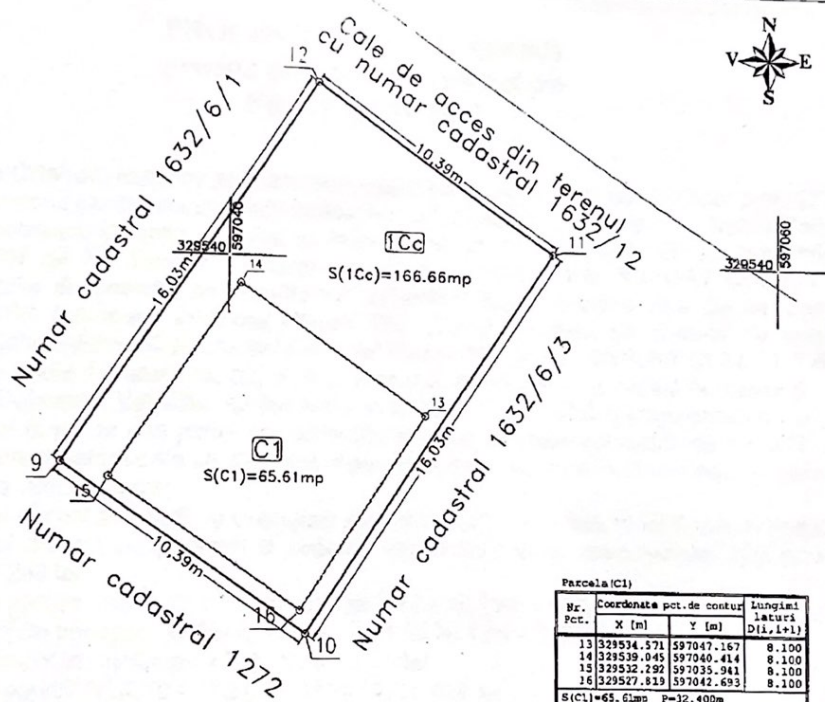 N
V E
S
12
Cale de acces din terenul
cu numar cadastral 1632/12
Numar cadastral 1632/6/1
10,39m
11
329540 597040
329540 597060
14
1Cc
S(1Cc)=166.66mp
16,03m
13
C1
S(C1)=65.61mp
16,03m
Numar cadastral 1632/6/3
9
15
10,39m
16
10
Numar cadastral 1272
Parcela(C1)
Nr. Pct. Coordonate pct.de contur Lungimi laturi D(i,i+1)
X [m] Y [m]
13 329534.571 597047.167 8.100
14 329539.045 597040.414 8.100
15 329532.292 597035.941 8.100
16 329527.819 597042.693 8.100
S(C1)=65.61mp P=32.400m